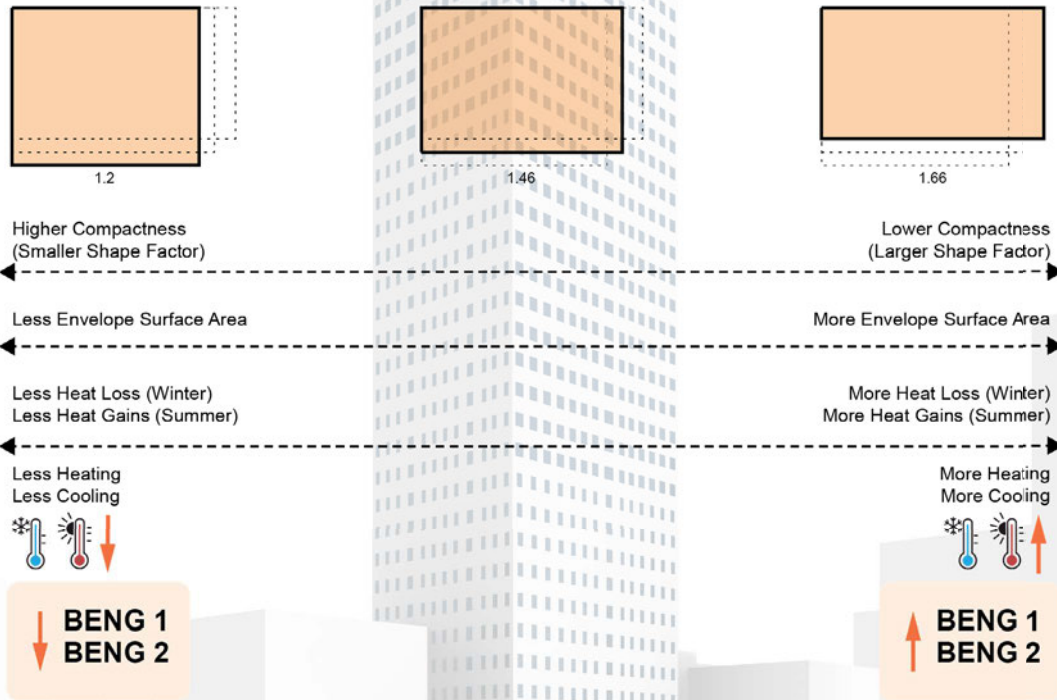 1.2
1.46
1.66
Higher Compactness
(Smaller Shape Factor)
Lower Compactness
(Larger Shape Factor)
Less Envelope Surface Area
More Envelope Surface Area
Less Heat Loss (Winter)
Less Heat Gains (Summer)
More Heat Loss (Winter)
More Heat Gains (Summer)
Less Heating
Less Cooling
More Heating
More Cooling
BENG 1
BENG 2
BENG 1
BENG 2